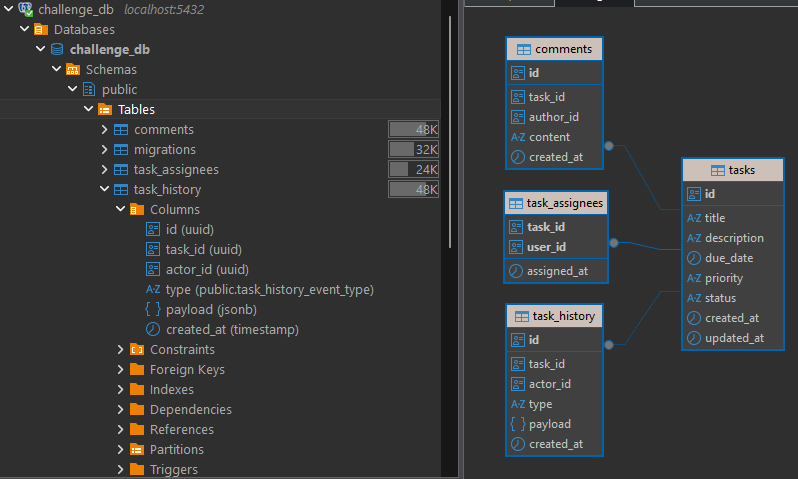 challenge_db localhost:5432
Databases
challenge_db
Schemas
public
Tables
comments 48K
migrations 32K
task_assignees 24K
task_history 48K
Columns
id (uuid)
task_id (uuid)
actor_id (uuid)
A-Z type (public.task_history_event_type)
{ } payload (jsonb)
created_at (timestamp)
Constraints
Foreign Keys
Indexes
Dependencies
References
Partitions
Triggers
comments
id
task_id
author_id
A-Z content
created_at
task_assignees
task_id
user_id
assigned_at
task_history
id
task_id
actor_id
A-Z type
{ } payload
created_at
tasks
id
A-Z title
A-Z description
due_date
A-Z priority
A-Z status
created_at
updated_at